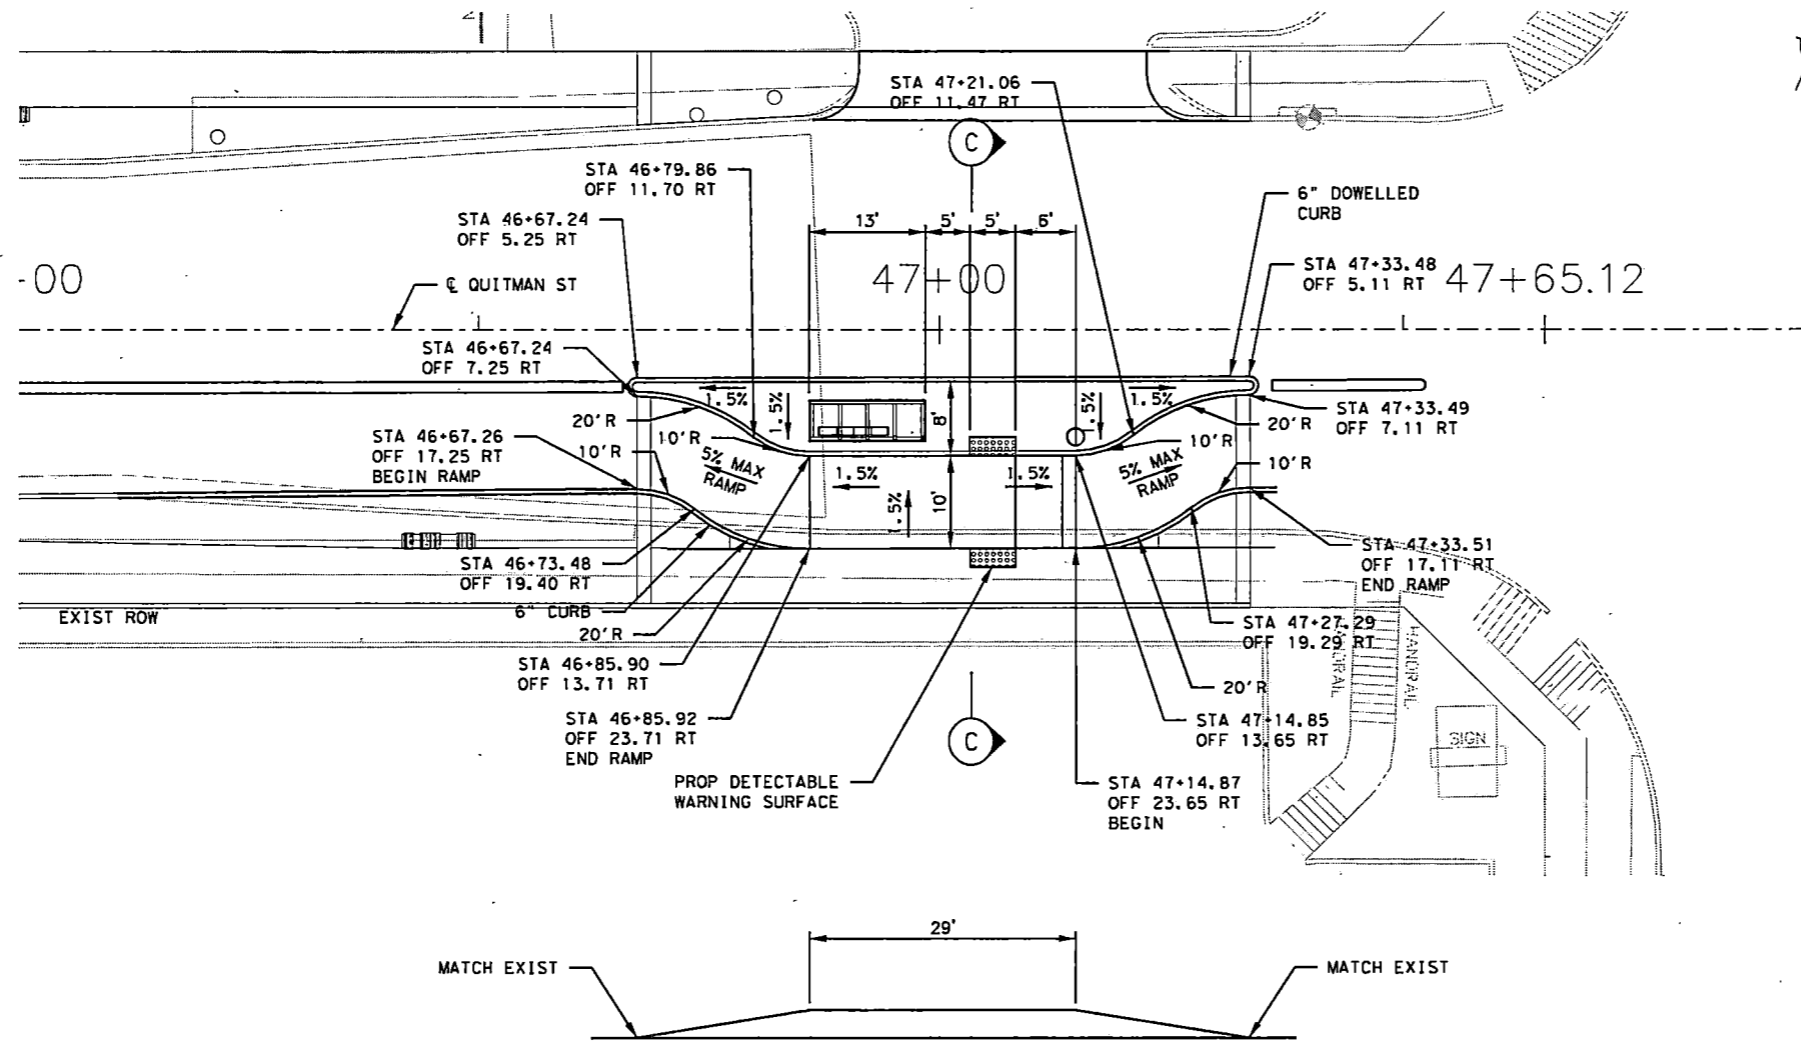 STA 47+21.06
OFF 11.47 RT
C
STA 46+79.86
OFF 11.70 RT
6" DOWELLED
CURB
STA 46+67.24
OFF 5.25 RT
13'
5'
5'
6'
-00
℄ QUITMAN ST
47+00
STA 47+33.48
OFF 5.11 RT
47+65.12
STA 46+67.24
OFF 7.25 RT
1.5%
1.5%
8'
1.5%
1.5%
20'R
20'R
STA 47+33.49
OFF 7.11 RT
STA 46+67.26
OFF 17.25 RT
BEGIN RAMP
10'R
10'R
10'R
10'R
5% MAX
RAMP
1.5%
1.5%
10'
1.5%
5% MAX
RAMP
STA 46+73.48
OFF 19.40 RT
STA 47+33.51
OFF 17.11 RT
END RAMP
EXIST ROW
6" CURB
20'R
STA 47+27.29
OFF 19.29 RT
HANDRAIL
HANDRAIL
STA 46+85.90
OFF 13.71 RT
20'R
STA 46+85.92
OFF 23.71 RT
END RAMP
C
STA 47+14.85
OFF 13.65 RT
SIGN
PROP DETECTABLE
WARNING SURFACE
STA 47+14.87
OFF 23.65 RT
BEGIN
29'
MATCH EXIST
MATCH EXIST